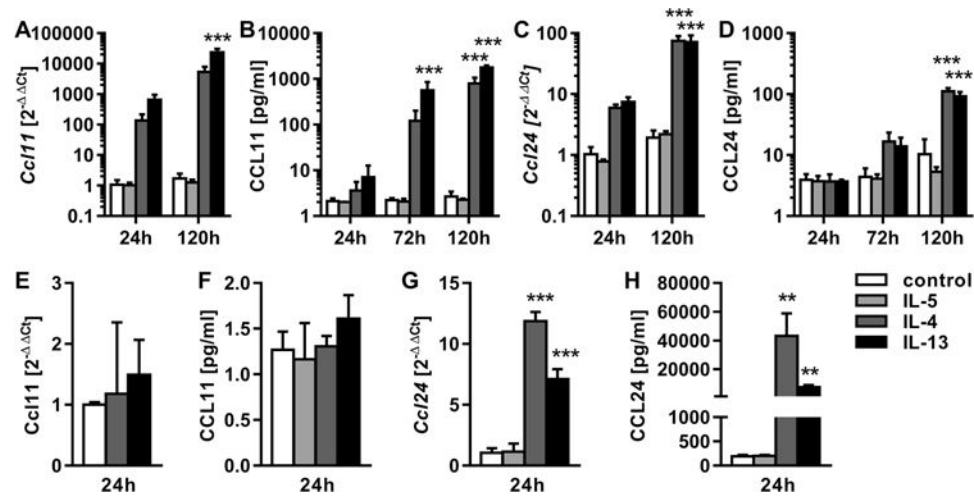 A
Ccl11 [2^-ΔΔCt]
100000
10000
1000
100
10
1
0.1
***
24h 120h
B
CCL11 [pg/ml]
10000
1000
100
10
1
***
***
***
24h 72h 120h
C
Ccl24 [2^-ΔΔCt]
100
10
1
0.1
***
***
24h 120h
D
CCL24 [pg/ml]
1000
100
10
1
***
***
24h 72h 120h
E
Ccl11 [2^-ΔΔCt]
3
2
1
0
24h
F
CCL11 [pg/ml]
2.0
1.5
1.0
0.5
0.0
24h
G
Ccl24 [2^-ΔΔCt]
15
10
5
0
***
***
24h
H
CCL24 [pg/ml]
80000
60000
40000
20000
1000
500
0
**
**
24h
control
IL-5
IL-4
IL-13